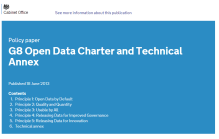 Cabinet Office
See more information about this publication
Policy paper
G8 Open Data Charter and Technical
Annex
Published 18 June 2013
Contents
1. Principle 1: Open Data by Default
2. Principle 2: Quality and Quantity
3. Principle 3: Usable by All
4. Principle 4: Releasing Data for Improved Governance
5. Principle 5: Releasing Data for Innovation
6. Technical annex